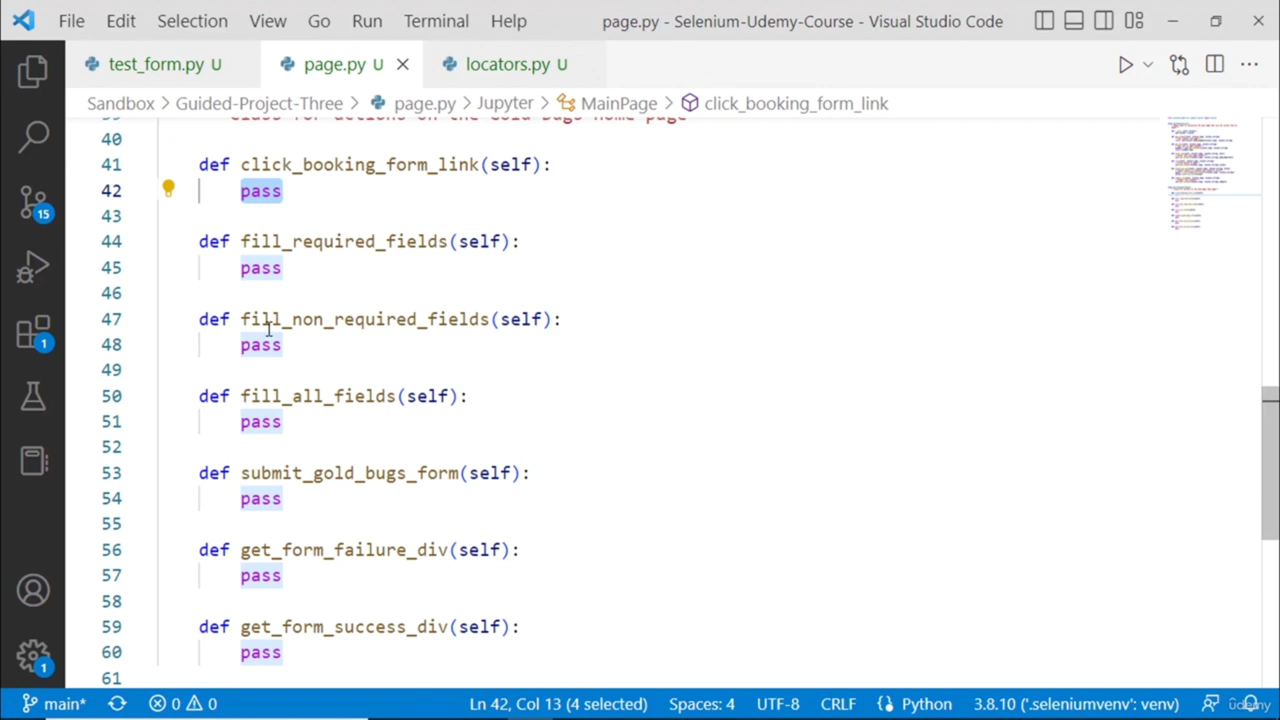 File Edit Selection View Go Run Terminal Help page.py - Selenium-Udemy-Course - Visual Studio Code
test_form.py U page.py U locators.py U
Sandbox > Guided-Project-Three > page.py > Jupyter > MainPage > click_booking_form_link
40
41 def click_booking_form_link(self):
42 pass
43
44 def fill_required_fields(self):
45 pass
46
47 def fill_non_required_fields(self):
48 pass
49
50 def fill_all_fields(self):
51 pass
52
53 def submit_gold_bugs_form(self):
54 pass
55
56 def get_form_failure_div(self):
57 pass
58
59 def get_form_success_div(self):
60 pass
61
15
1
1
main* 0 0 Ln 42, Col 13 (4 selected) Spaces: 4 UTF-8 CRLF Python 3.8.10 ('.seleniumvenv': venv)
Udemy